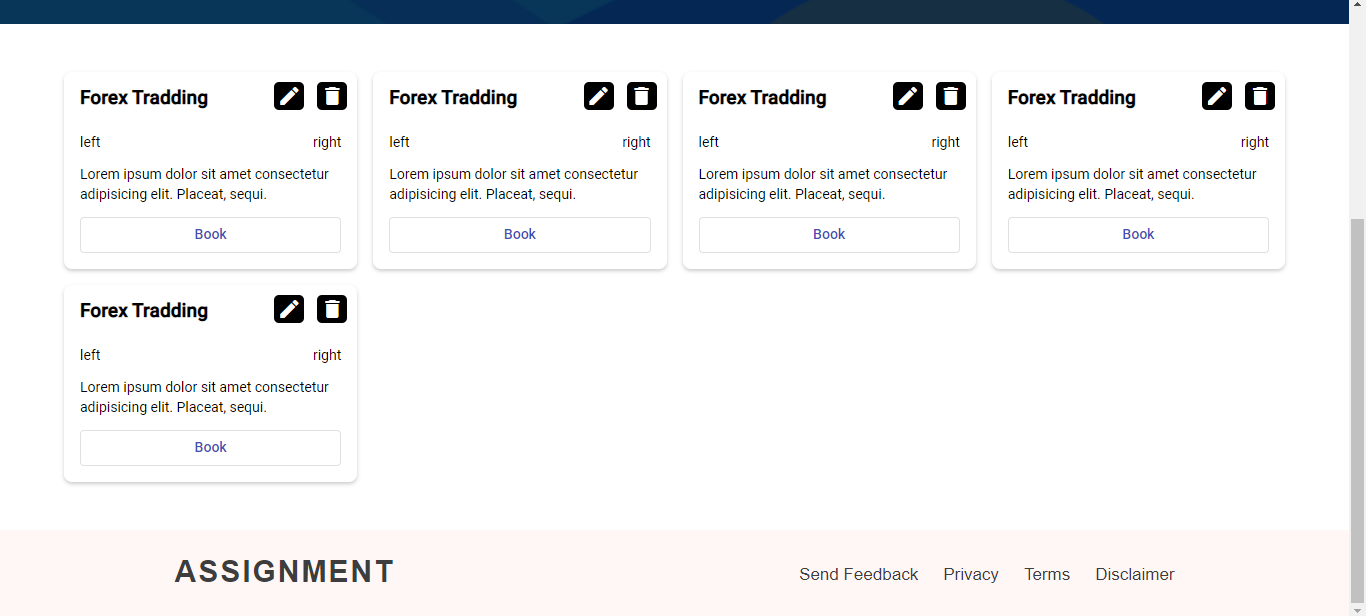 Forex Tradding
left right
Lorem ipsum dolor sit amet consectetur
adipisicing elit. Placeat, sequi.
Book
Forex Tradding
left right
Lorem ipsum dolor sit amet consectetur
adipisicing elit. Placeat, sequi.
Book
Forex Tradding
left right
Lorem ipsum dolor sit amet consectetur
adipisicing elit. Placeat, sequi.
Book
Forex Tradding
left right
Lorem ipsum dolor sit amet consectetur
adipisicing elit. Placeat, sequi.
Book
Forex Tradding
left right
Lorem ipsum dolor sit amet consectetur
adipisicing elit. Placeat, sequi.
Book
ASSIGNMENT
Send Feedback Privacy Terms Disclaimer